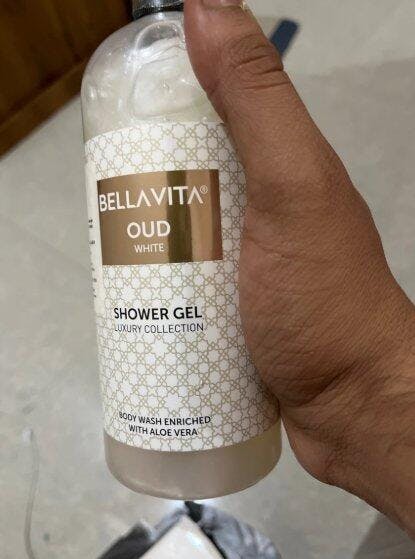 BELLAVITA®
OUD
WHITE
SHOWER GEL
LUXURY COLLECTION
BODY WASH ENRICHED
WITH ALOE VERA